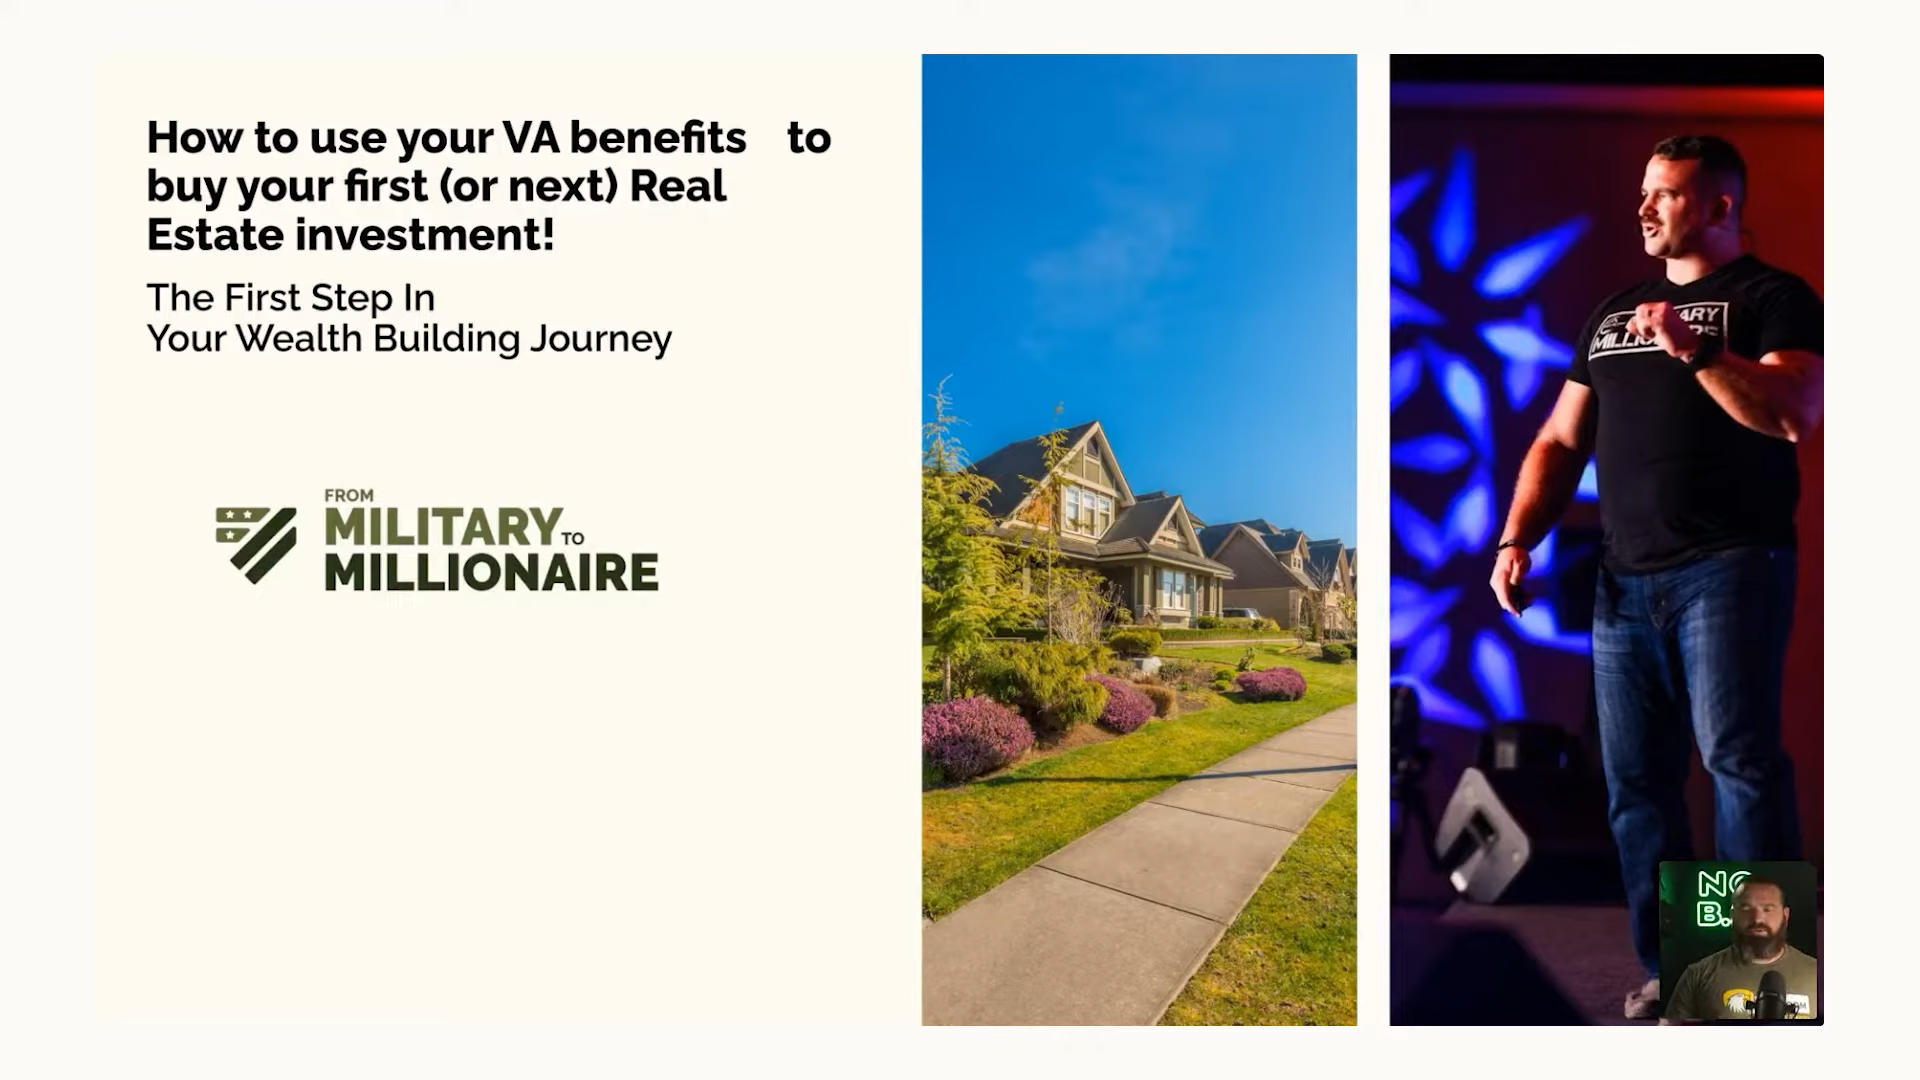 How to use your VA benefits to
buy your first (or next) Real
Estate investment!
The First Step In
Your Wealth Building Journey
FROM
MILITARY TO
MILLIONAIRE